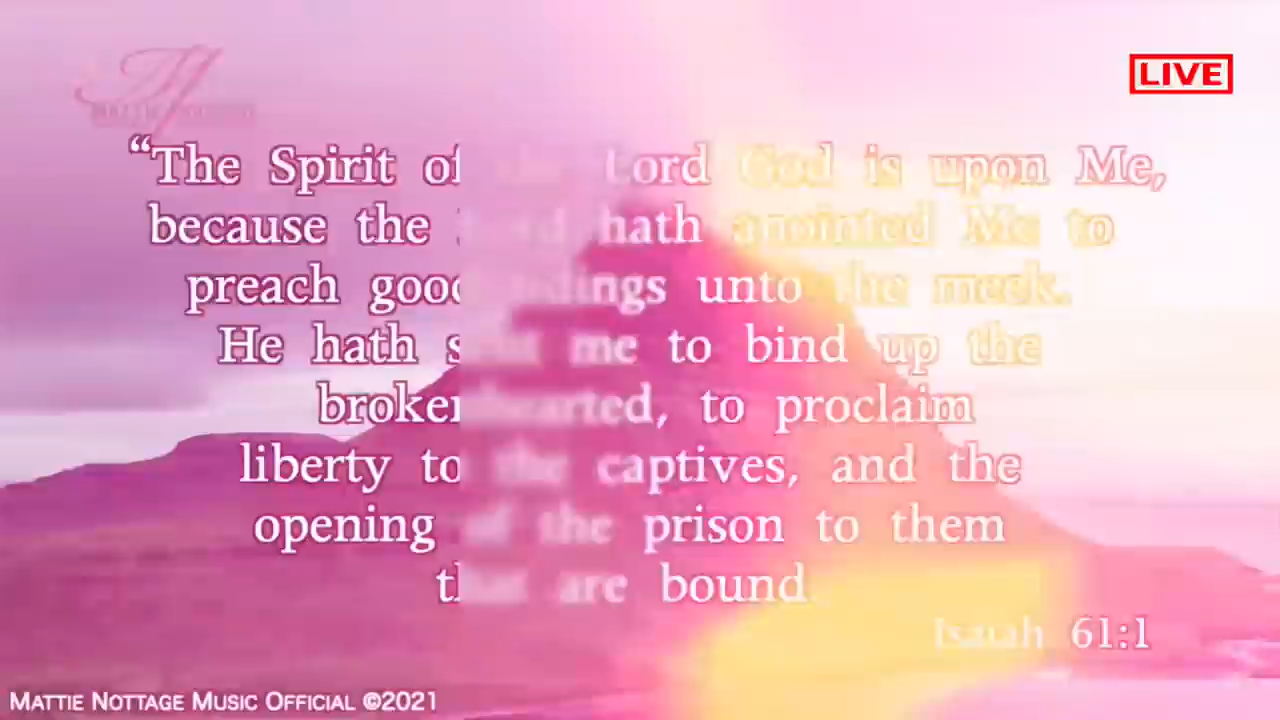 LIVE
“The Spirit of the Lord God is upon Me,
because the Lord hath anointed Me to
preach good tidings unto the meek.
He hath sent me to bind up the
brokenhearted, to proclaim
liberty to the captives, and the
opening of the prison to them
that are bound.
Isaiah 61:1
MATTIE NOTTAGE MUSIC OFFICIAL ©2021